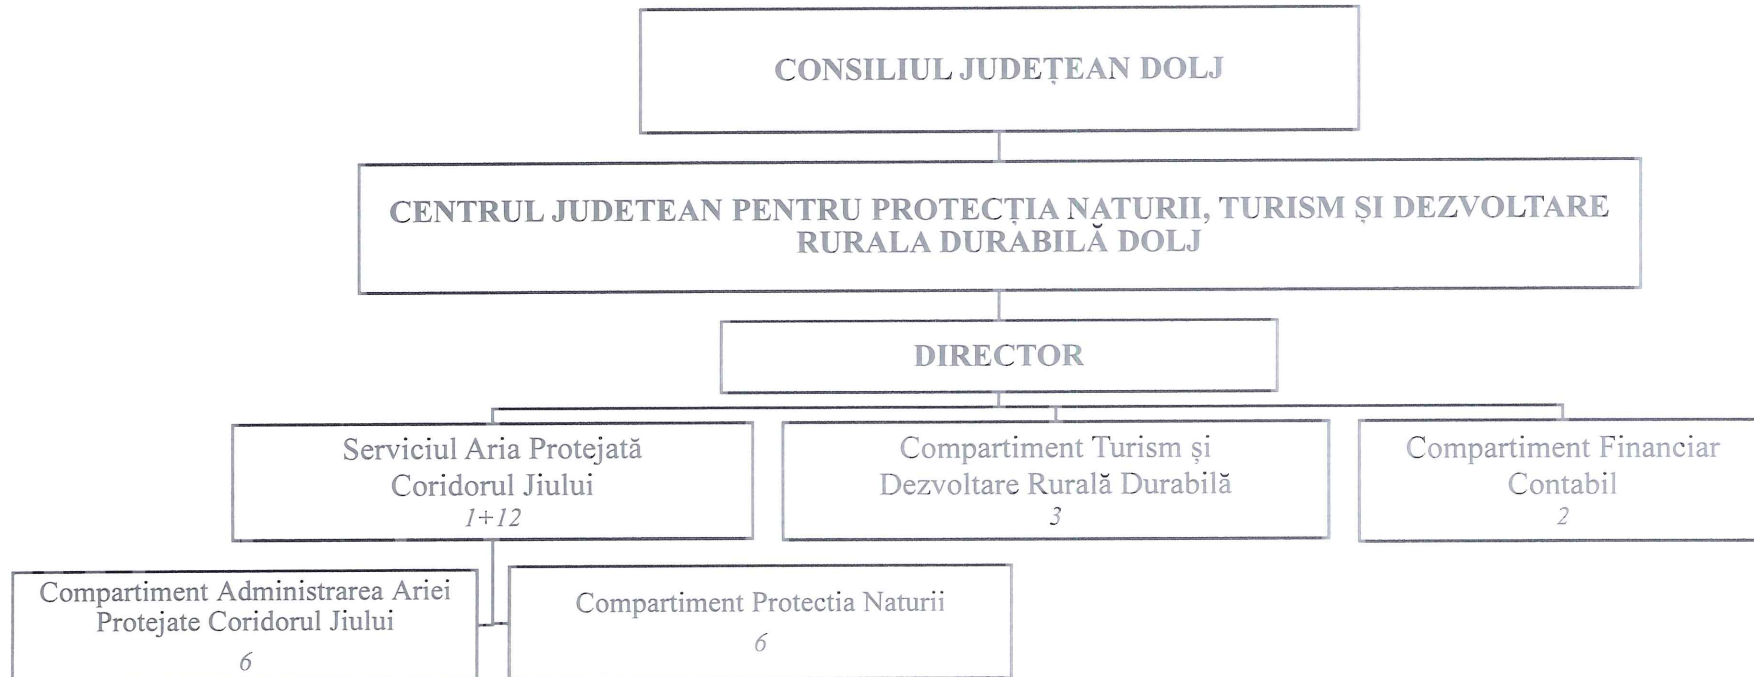 CONSILIUL JUDEȚEAN DOLJ
CENTRUL JUDETEAN PENTRU PROTECȚIA NATURII, TURISM ȘI DEZVOLTARE
RURALA DURABILĂ DOLJ
DIRECTOR
Serviciul Aria Protejată
Coridorul Jiului
1+12
Compartiment Turism și
Dezvoltare Rurală Durabilă
3
Compartiment Financiar
Contabil
2
Compartiment Administrarea Ariei
Protejate Coridorul Jiului
6
Compartiment Protectia Naturii
6